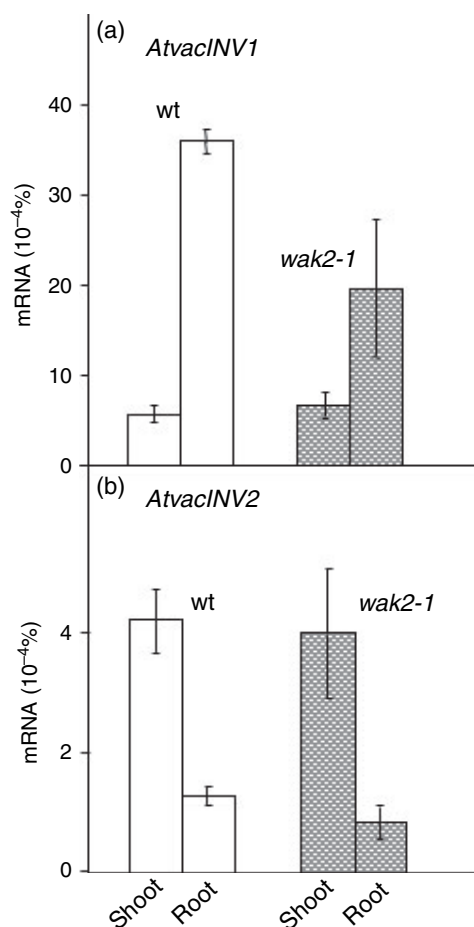 (a)
AtvacINV1
wt
wak2-1
mRNA (10⁻⁴%)
40
30
20
10
0
(b)
AtvacINV2
wt
wak2-1
mRNA (10⁻⁴%)
4
2
0
Shoot
Root
Shoot
Root